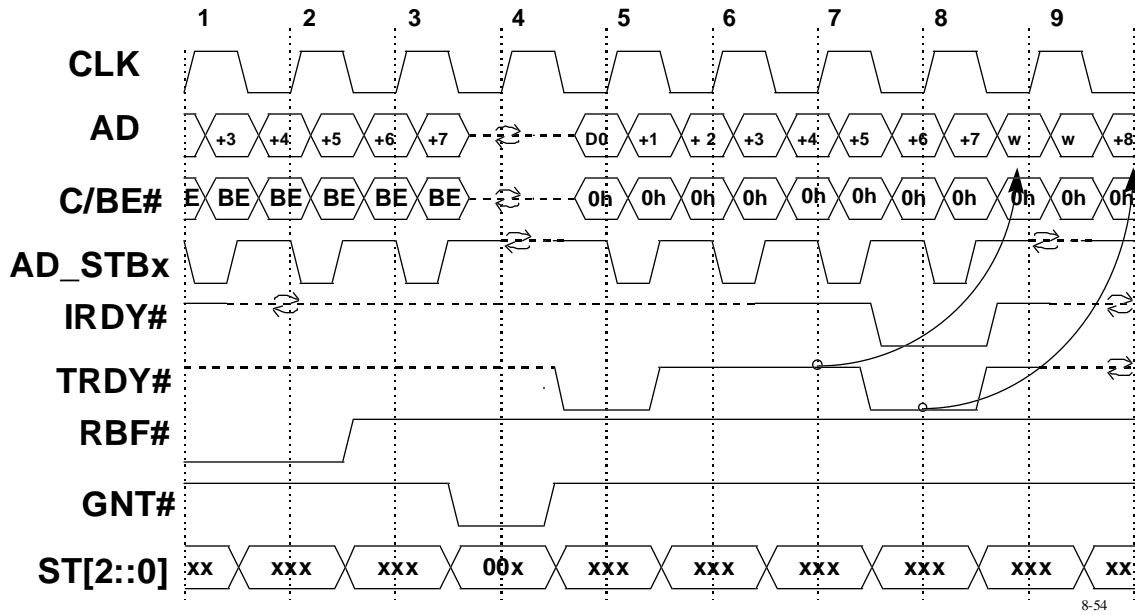 1 2 3 4 5 6 7 8 9
CLK
AD +3 +4 +5 +6 +7 D0 +1 + 2 +3 +4 +5 +6 +7 w w +8
C/BE# E BE BE BE BE BE 0h 0h 0h 0h 0h 0h 0h 0h 0h 0h 0h
AD_STBx
IRDY#
TRDY#
RBF#
GNT#
ST[2::0] xx xxx xxx 00x xxx xxx xxx xxx xxx xx
8-54